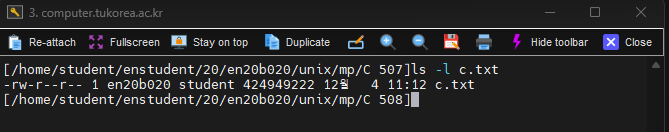 3. computer.tukorea.ac.kr
Re-attach Fullscreen Stay on top Duplicate Hide toolbar Close
[/home/student/enstudent/20/en20b020/unix/mp/C 507]ls -l c.txt
-rw-r--r-- 1 en20b020 student 424949222 12월  4 11:12 c.txt
[/home/student/enstudent/20/en20b020/unix/mp/C 508]